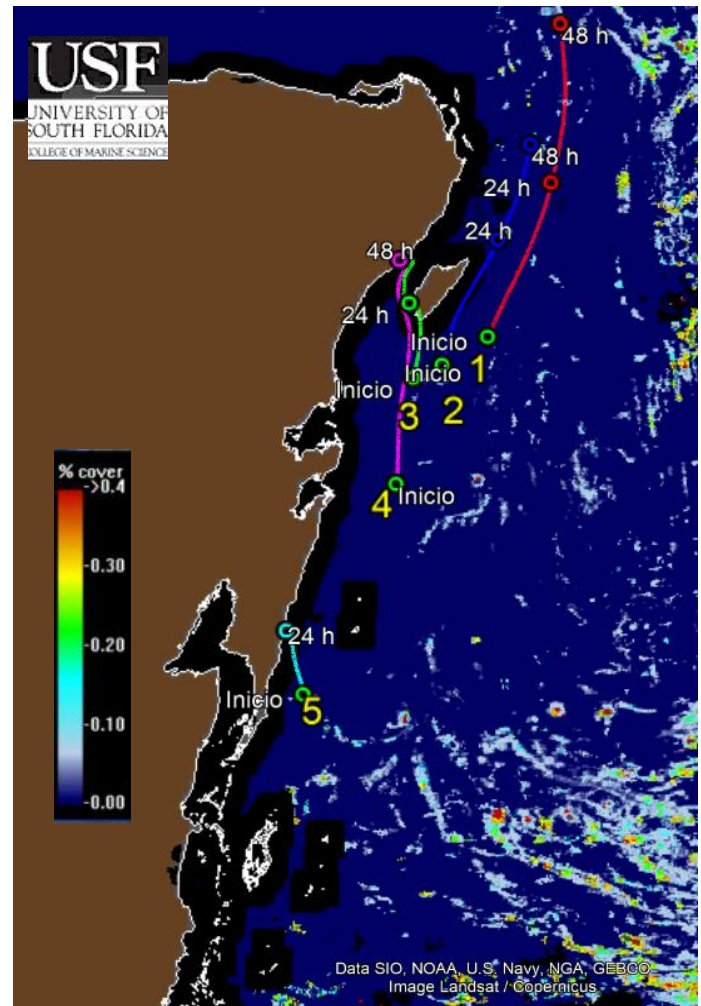 USF
UNIVERSITY OF
SOUTH FLORIDA
COLLEGE OF MARINE SCIENCE
48 h
48 h
24 h
24 h
48 h
24 h
Inicio
1
Inicio
Inicio
2
3
Inicio
4
% cover
->0.4
-0.30
-0.20
-0.10
-0.00
24 h
Inicio
5
Data SIO, NOAA, U.S. Navy, NGA, GEBCO
Image Landsat / Copernicus